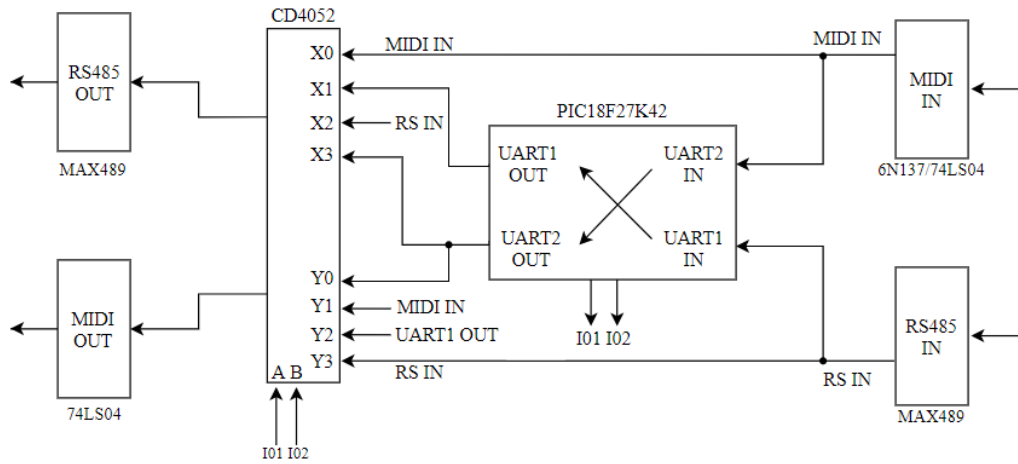 CD4052
RS485
OUT
MAX489
MIDI
OUT
74LS04
X0
X1
X2
X3
Y0
Y1
Y2
Y3
A B
I01 I02
MIDI IN
RS IN
MIDI IN
UART1 OUT
RS IN
PIC18F27K42
UART1
OUT
UART2
IN
UART2
OUT
UART1
IN
I01 I02
MIDI IN
MIDI
IN
6N137/74LS04
RS485
IN
RS IN
MAX489